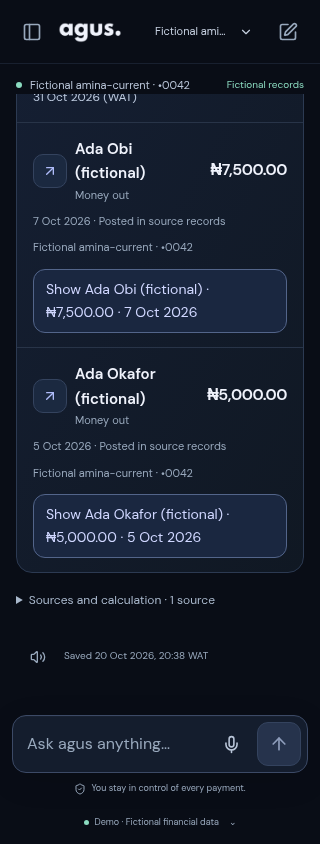 agus.
Fictional ami...
Fictional amina-current · •0042
Fictional records
31 Oct 2026 (WAT)
Ada Obi
(fictional)
₦7,500.00
Money out
7 Oct 2026 · Posted in source records
Fictional amina-current · •0042
Show Ada Obi (fictional) ·
₦7,500.00 · 7 Oct 2026
Ada Okafor
(fictional)
₦5,000.00
Money out
5 Oct 2026 · Posted in source records
Fictional amina-current · •0042
Show Ada Okafor (fictional) ·
₦5,000.00 · 5 Oct 2026
Sources and calculation · 1 source
Saved 20 Oct 2026, 20:38 WAT
Ask agus anything...
You stay in control of every payment.
Demo · Fictional financial data